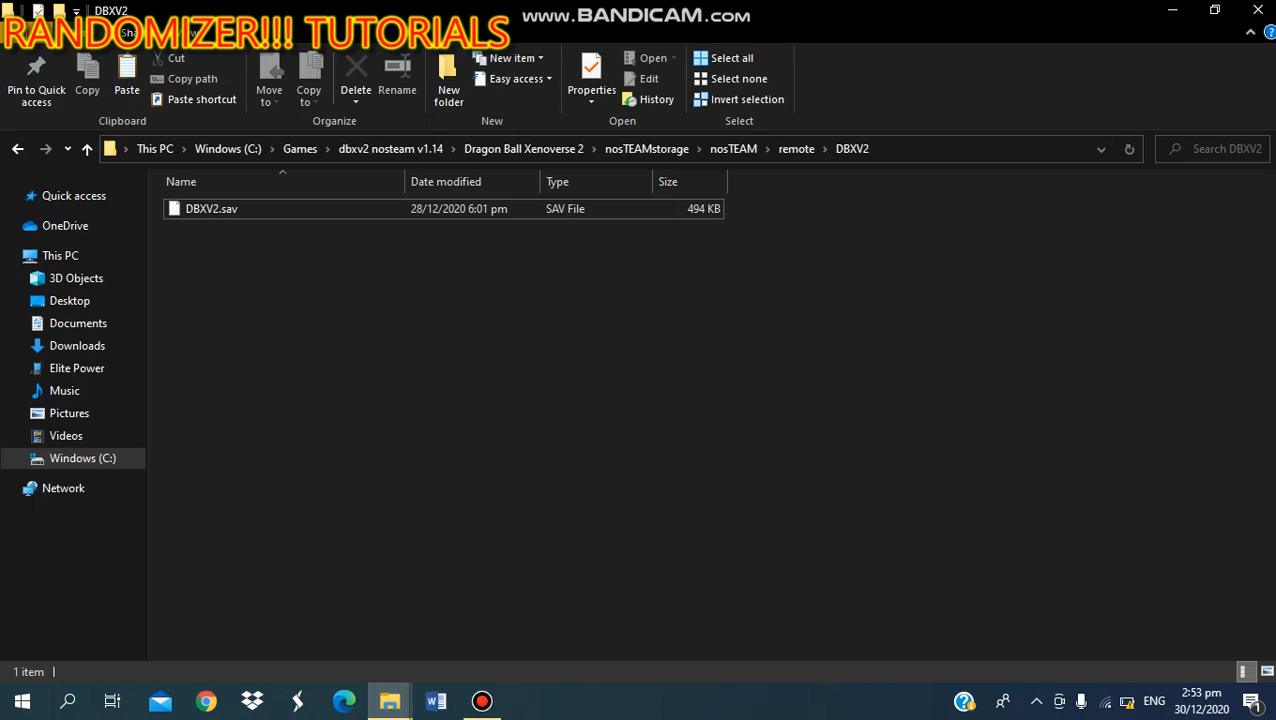 DBXV2
www.BANDICAM.com
RANDOMIZER!!! TUTORIALS
Pin to Quick access
Copy
Paste
Cut
Copy path
Paste shortcut
Clipboard
Move to
Copy to
Delete
Rename
Organize
New folder
New item
Easy access
New
Properties
Open
Edit
History
Open
Select all
Select none
Invert selection
Select
This PC > Windows (C:) > Games > dbxv2 nosteam v1.14 > Dragon Ball Xenoverse 2 > nosTEAMstorage > nosTEAM > remote > DBXV2
Search DBXV2
Name Date modified Type Size
DBXV2.sav 28/12/2020 6:01 pm SAV File 494 KB
Quick access
OneDrive
This PC
3D Objects
Desktop
Documents
Downloads
Elite Power
Music
Pictures
Videos
Windows (C:)
Network
1 item
ENG
2:53 pm
30/12/2020
1